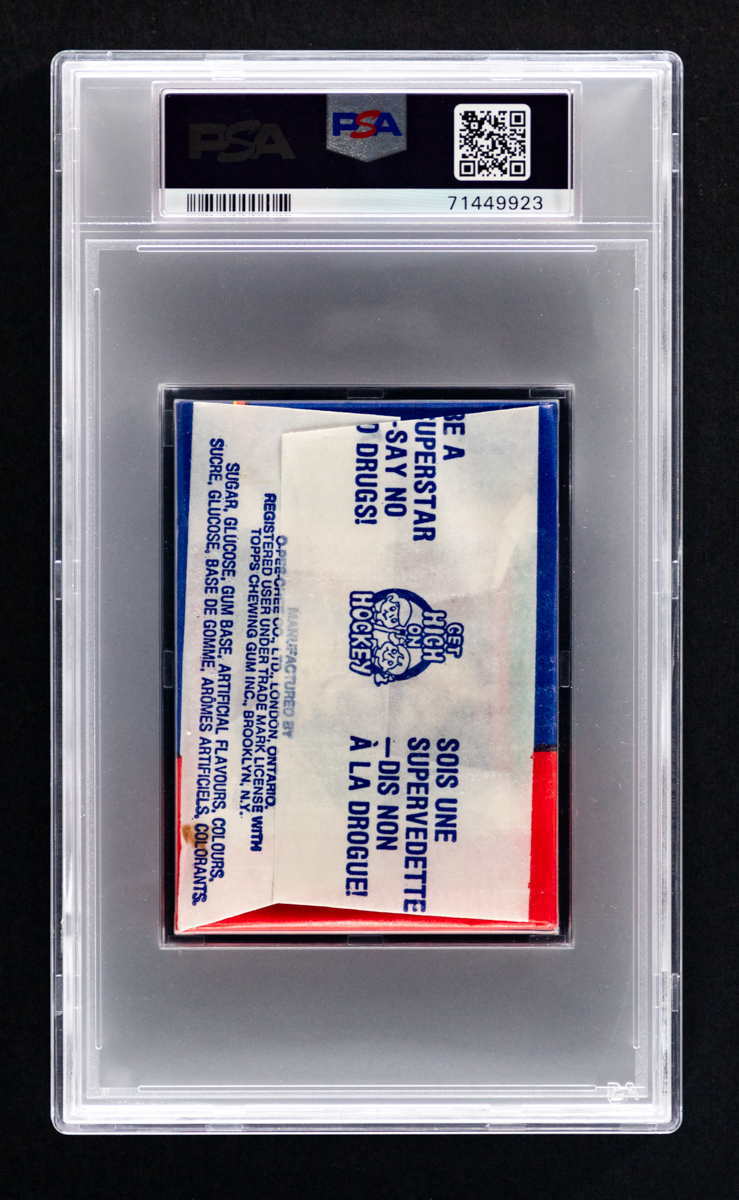 PSA
PSA
71449923
BE A
SUPERSTAR
-SAY NO
O DRUGS!
GET
HIGH
ON
HOCKEY
SOIS UNE
SUPERVEDETTE
—DIS NON
À LA DROGUE!
MANUFACTURED BY
O-PEE-CHEE CO., LTD., LONDON, ONTARIO.
REGISTERED USER UNDER TRADE MARK LICENSE WITH
TOPPS CHEWING GUM INC., BROOKLYN, N.Y.
SUGAR, GLUCOSE, GUM BASE, ARTIFICIAL FLAVOURS, COLOURS.
SUCRE, GLUCOSE, BASE DE GOMME, ARÔMES ARTIFICIELS, COLORANTS.